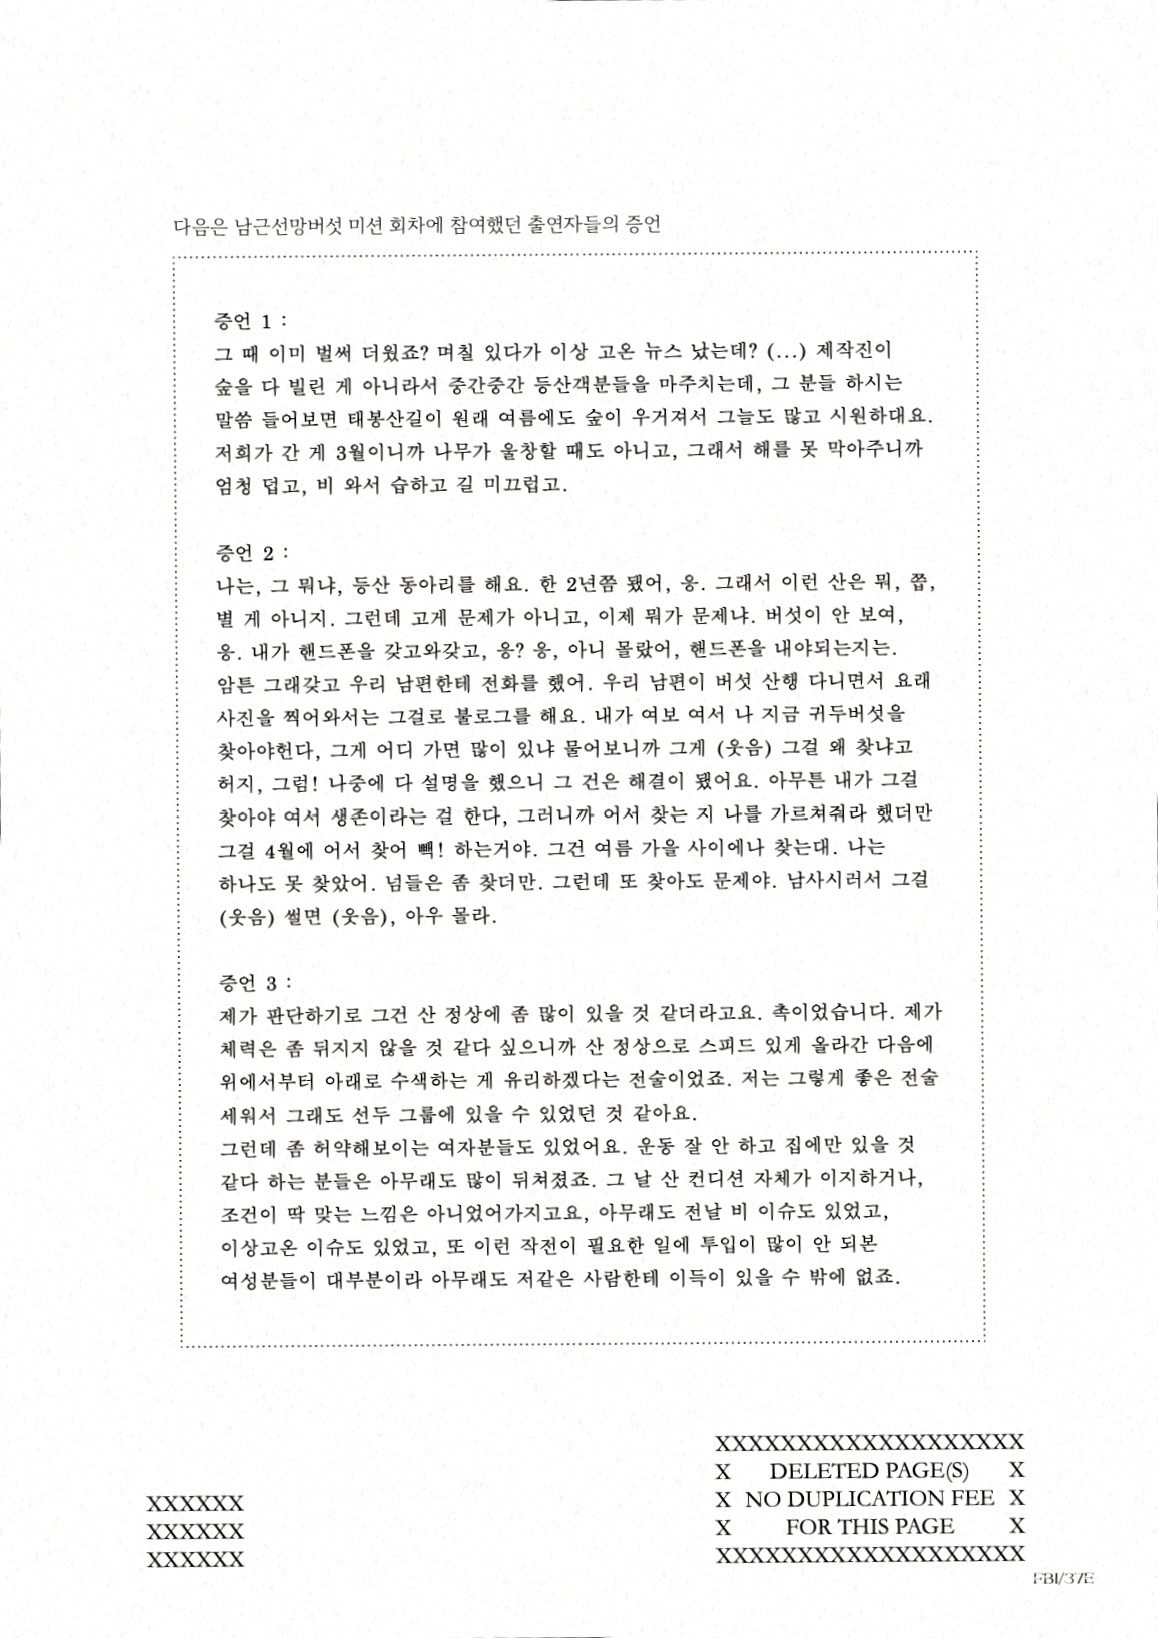 다음은 남근선망버섯 미션 회차에 참여했던 출연자들의 증언
증언 1 :
그 때 이미 벌써 더웠죠? 며칠 있다가 이상 고온 뉴스 났는데? (...) 제작진이
숲을 다 빌린 게 아니라서 중간중간 등산객분들을 마주치는데, 그 분들 하시는
말씀 들어보면 태봉산길이 원래 여름에도 숲이 우거져서 그늘도 많고 시원하대요.
저희가 간 게 3월이니까 나무가 울창할 때도 아니고, 그래서 해를 못 막아주니까
엄청 덥고, 비 와서 습하고 길 미끄럽고.
증언 2 :
나는, 그 뭐냐, 등산 동아리를 해요. 한 2년쯤 됐어, 응. 그래서 이런 산은 뭐, 쯥,
별 게 아니지. 그런데 고게 문제가 아니고, 이제 뭐가 문제냐. 버섯이 안 보여,
응. 내가 핸드폰을 갖고와갖고, 응? 응, 아니 몰랐어, 핸드폰을 내야되는지는.
암튼 그래갖고 우리 남편한테 전화를 했어. 우리 남편이 버섯 산행 다니면서 요래
사진을 찍어와서는 그걸로 불로그를 해요. 내가 여보 여서 나 지금 귀두버섯을
찾아야헌다, 그게 어디 가면 많이 있냐 물어보니까 그게 (웃음) 그걸 왜 찾냐고
허지, 그럼! 나중에 다 설명을 했으니 그 건은 해결이 됐어요. 아무튼 내가 그걸
찾아야 여서 생존이라는 걸 한다, 그러니까 어서 찾는 지 나를 가르쳐줘라 했더만
그걸 4월에 어서 찾어 빽! 하는거야. 그건 여름 가을 사이에나 찾는대. 나는
하나도 못 찾았어. 넘들은 좀 찾더만. 그런데 또 찾아도 문제야. 남사시러서 그걸
(웃음) 썰면 (웃음), 아우 몰라.
증언 3 :
제가 판단하기로 그건 산 정상에 좀 많이 있을 것 같더라고요. 촉이었습니다. 제가
체력은 좀 뒤지지 않을 것 같다 싶으니까 산 정상으로 스피드 있게 올라간 다음에
위에서부터 아래로 수색하는 게 유리하겠다는 전술이었죠. 저는 그렇게 좋은 전술
세워서 그래도 선두 그룹에 있을 수 있었던 것 같아요.
그런데 좀 허약해보이는 여자분들도 있었어요. 운동 잘 안 하고 집에만 있을 것
같다 하는 분들은 아무래도 많이 뒤쳐졌죠. 그 날 산 컨디션 자체가 이지하거나,
조건이 딱 맞는 느낌은 아니었어가지고요, 아무래도 전날 비 이슈도 있었고,
이상고온 이슈도 있었고, 또 이런 작전이 필요한 일에 투입이 많이 안 되본
여성분들이 대부분이라 아무래도 저같은 사람한테 이득이 있을 수 밖에 없죠.
XXXXXX
XXXXXX
XXXXXX
XXXXXXXXXXXXXXXXXXX
X DELETED PAGE(S) X
X NO DUPLICATION FEE X
X FOR THIS PAGE X
XXXXXXXXXXXXXXXXXXX
FBI/37E